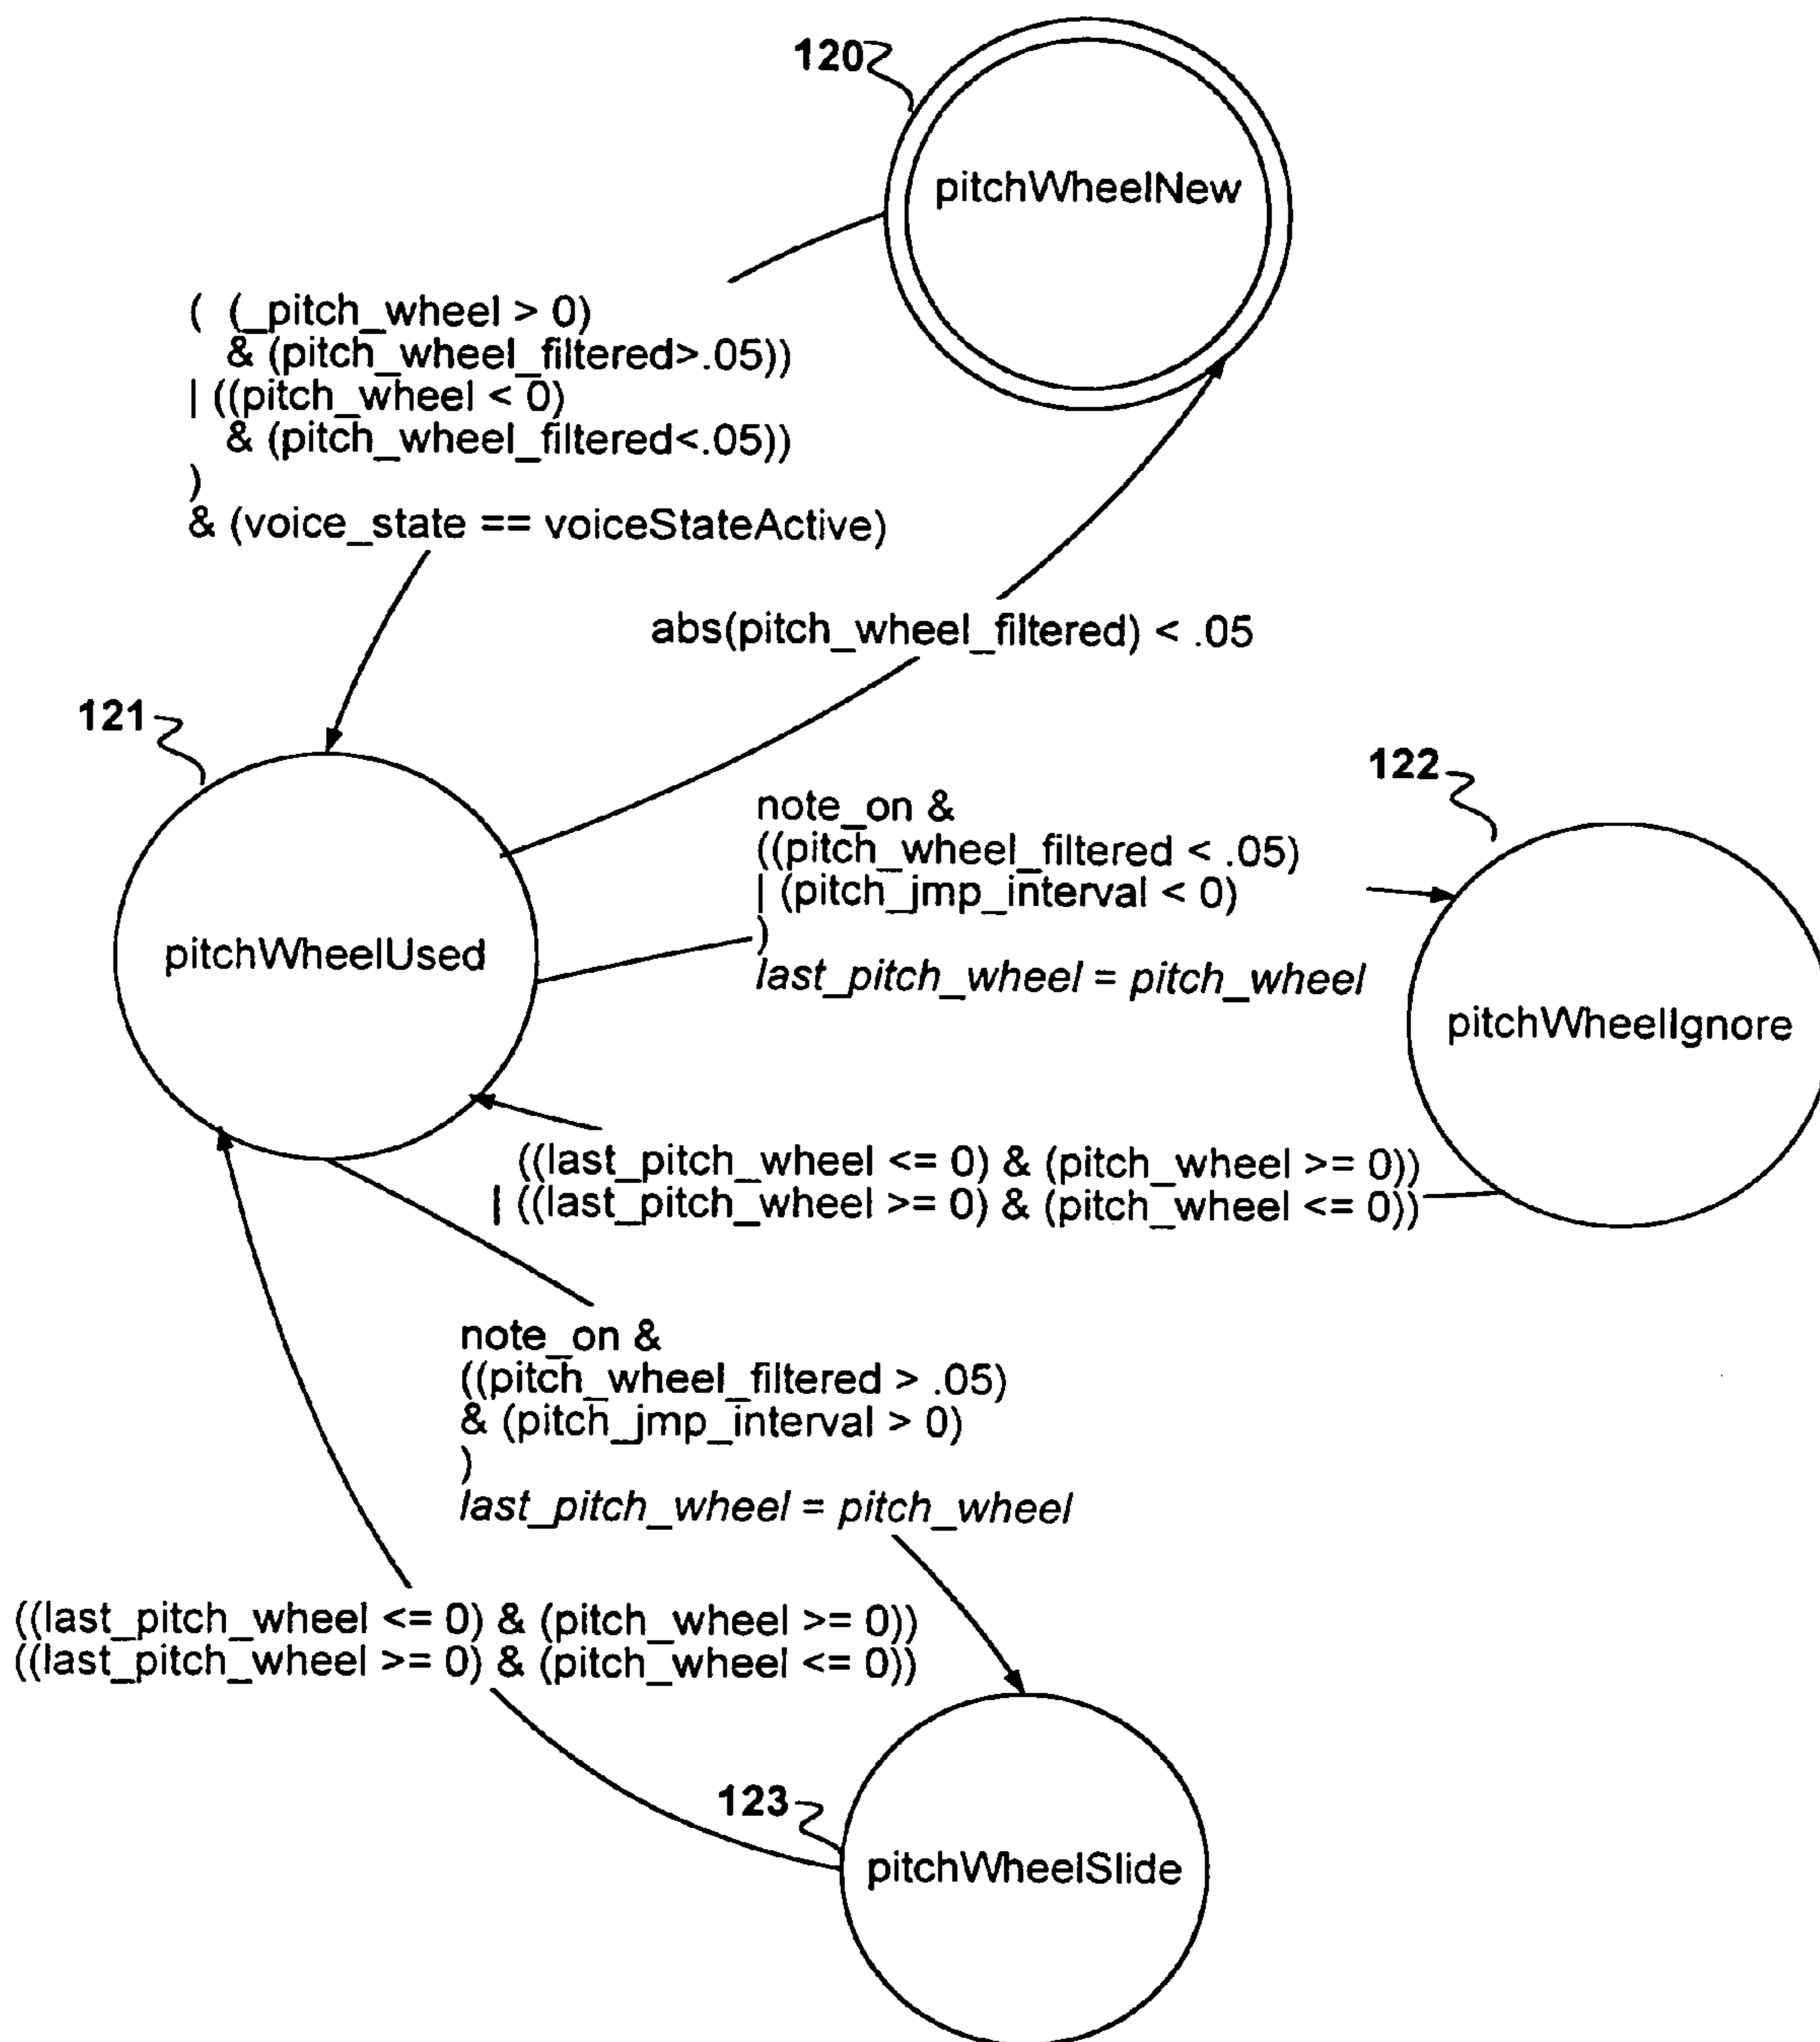 120
pitchWheelNew
( (_pitch_wheel > 0)
& (pitch_wheel_filtered>.05))
| ((pitch_wheel < 0)
& (pitch_wheel_filtered<.05))
)
& (voice_state == voiceStateActive)
abs(pitch_wheel_filtered) < .05
121
122
note_on &
((pitch_wheel_filtered < .05)
| (pitch_jmp_interval < 0)
)
last_pitch_wheel = pitch_wheel
pitchWheelUsed
pitchWheelIgnore
((last_pitch_wheel <= 0) & (pitch_wheel >= 0))
| ((last_pitch_wheel >= 0) & (pitch_wheel <= 0))
note_on &
((pitch_wheel_filtered > .05)
& (pitch_jmp_interval > 0)
)
last_pitch_wheel = pitch_wheel
((last_pitch_wheel <= 0) & (pitch_wheel >= 0))
((last_pitch_wheel >= 0) & (pitch_wheel <= 0))
123
pitchWheelSlide